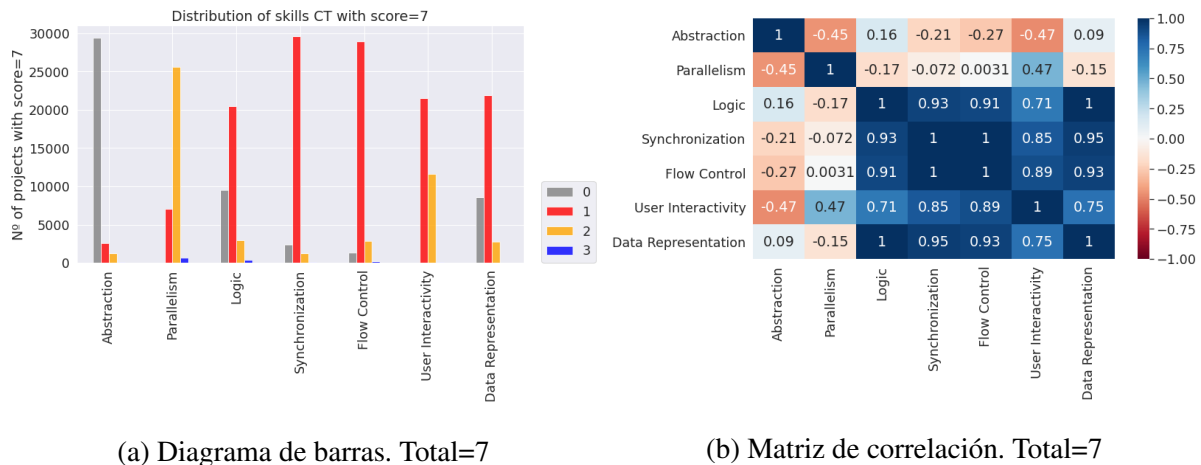 Distribution of skills CT with score=7
Nº of projects with score=7
30000
25000
20000
15000
10000
5000
0
Abstraction
Parallelism
Logic
Synchronization
Flow Control
User Interactivity
Data Representation
0
1
2
3
(a) Diagrama de barras. Total=7
Abstraction 1 -0.45 0.16 -0.21 -0.27 -0.47 0.09
Parallelism -0.45 1 -0.17 -0.072 0.0031 0.47 -0.15
Logic 0.16 -0.17 1 0.93 0.91 0.71 1
Synchronization -0.21 -0.072 0.93 1 1 0.85 0.95
Flow Control -0.27 0.0031 0.91 1 1 0.89 0.93
User Interactivity -0.47 0.47 0.71 0.85 0.89 1 0.75
Data Representation 0.09 -0.15 1 0.95 0.93 0.75 1
Abstraction
Parallelism
Logic
Synchronization
Flow Control
User Interactivity
Data Representation
1.00
0.75
0.50
0.25
0.00
−0.25
−0.50
−0.75
−1.00
(b) Matriz de correlación. Total=7